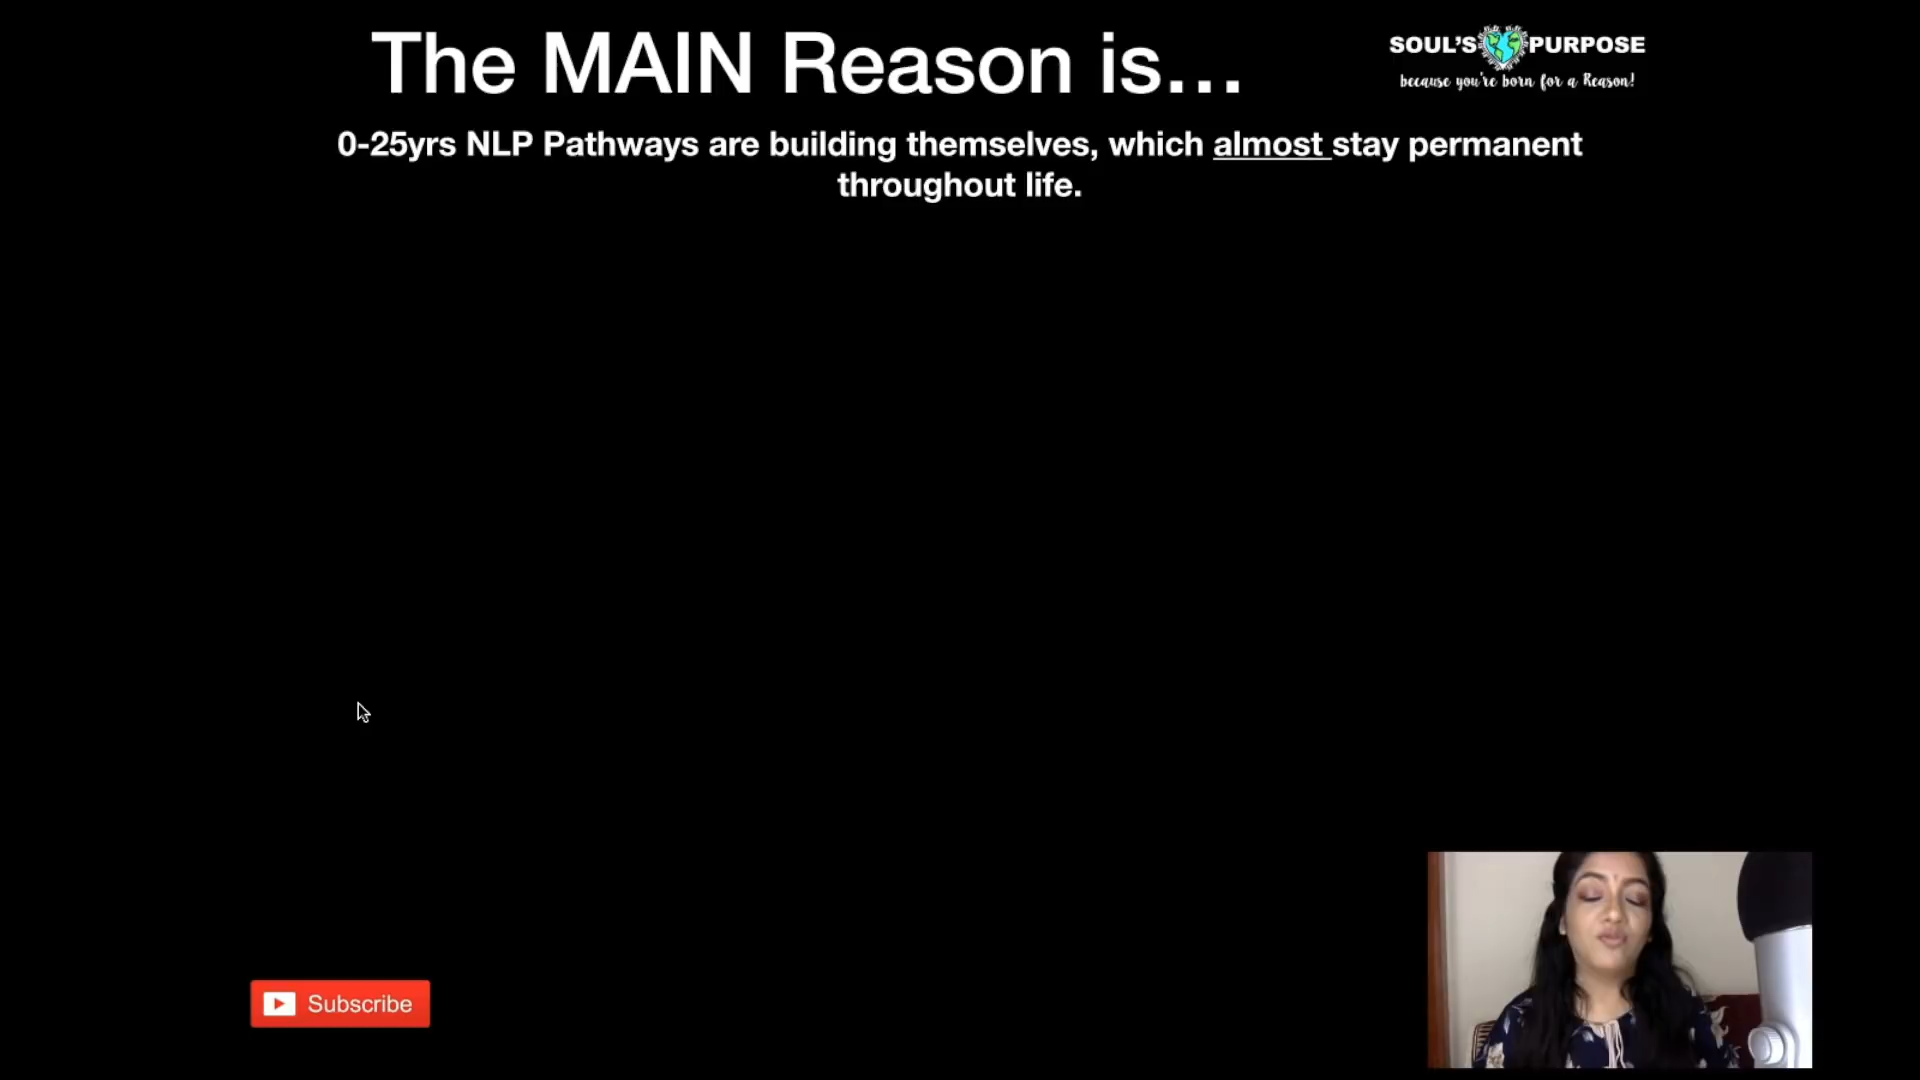 The MAIN Reason is...
SOUL'S PURPOSE
because you're born for a Reason!
0-25yrs NLP Pathways are building themselves, which almost stay permanent
throughout life.
Subscribe